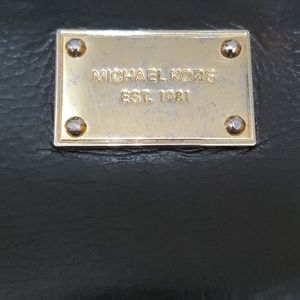 MICHAEL KORS
EST. 1981